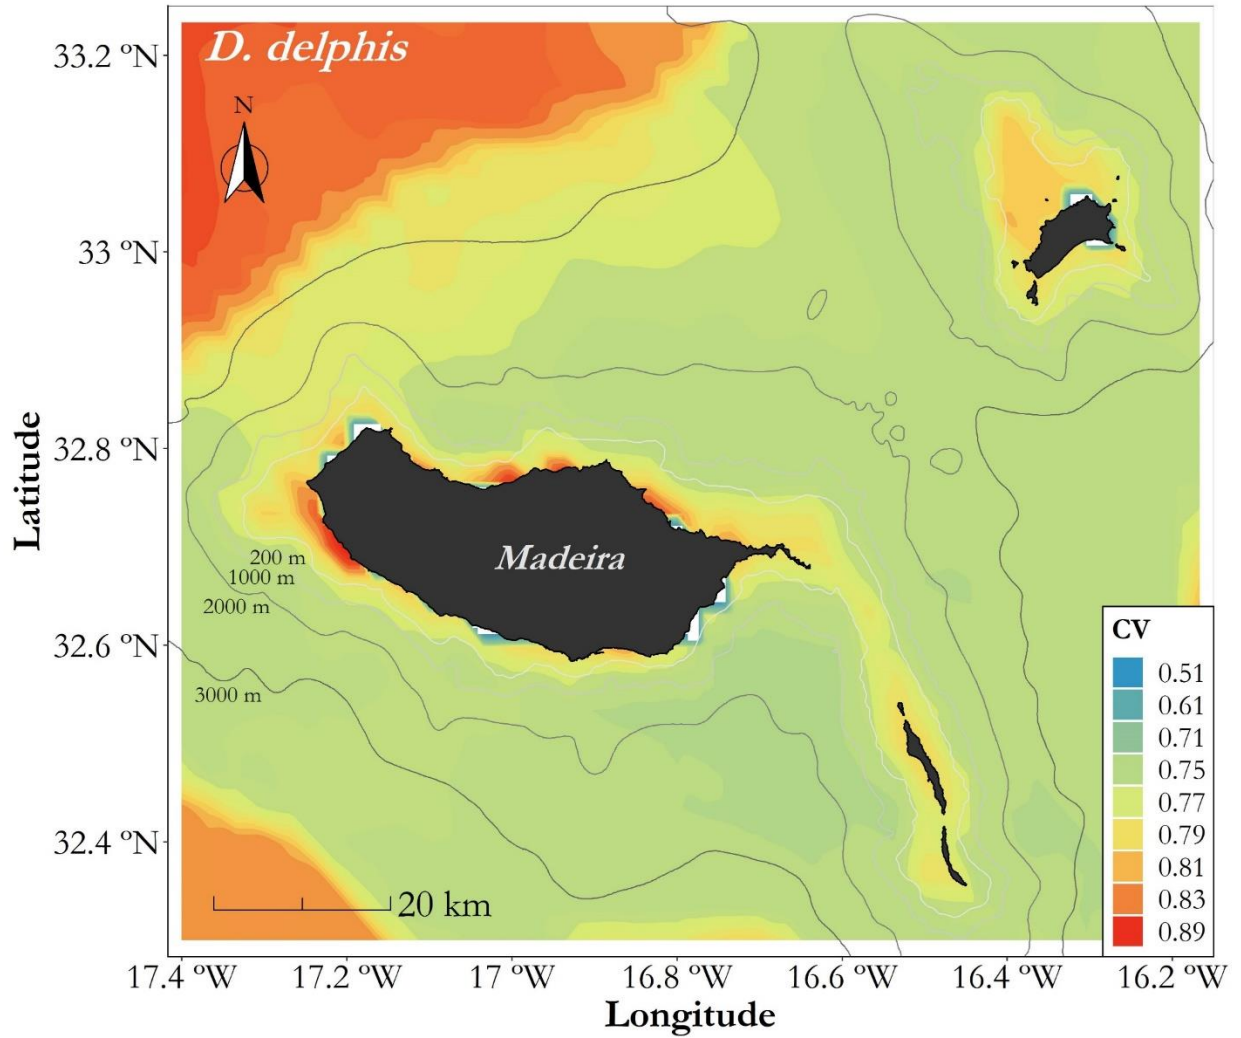 D. delphis
N
33.2 ºN
33 ºN
32.8 ºN
32.6 ºN
32.4 ºN
Latitude
Madeira
200 m
1000 m
2000 m
3000 m
20 km
CV
0.51
0.61
0.71
0.75
0.77
0.79
0.81
0.83
0.89
17.4 ºW
17.2 ºW
17 ºW
16.8 ºW
16.6 ºW
16.4 ºW
16.2 ºW
Longitude